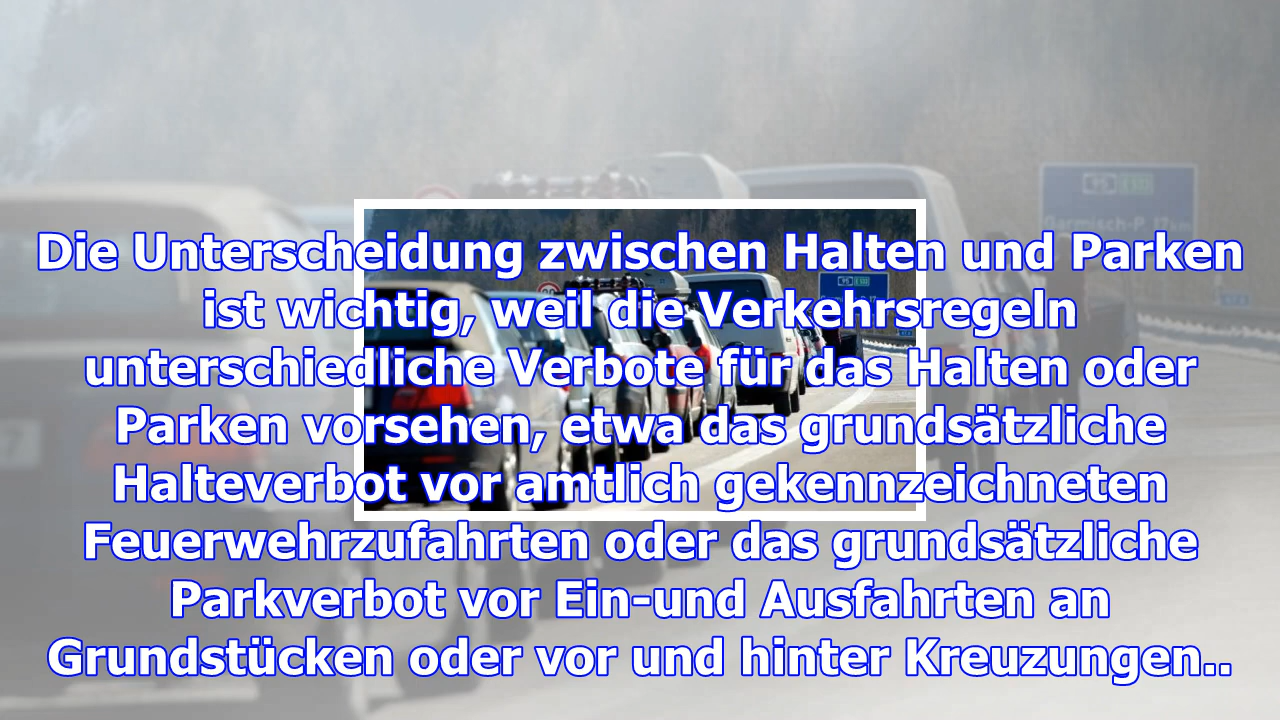 Die Unterscheidung zwischen Halten und Parken
ist wichtig, weil die Verkehrsregeln
unterschiedliche Verbote für das Halten oder
Parken vorsehen, etwa das grundsätzliche
Halteverbot vor amtlich gekennzeichneten
Feuerwehrzufahrten oder das grundsätzliche
Parkverbot vor Ein-und Ausfahrten an
Grundstücken oder vor und hinter Kreuzungen..